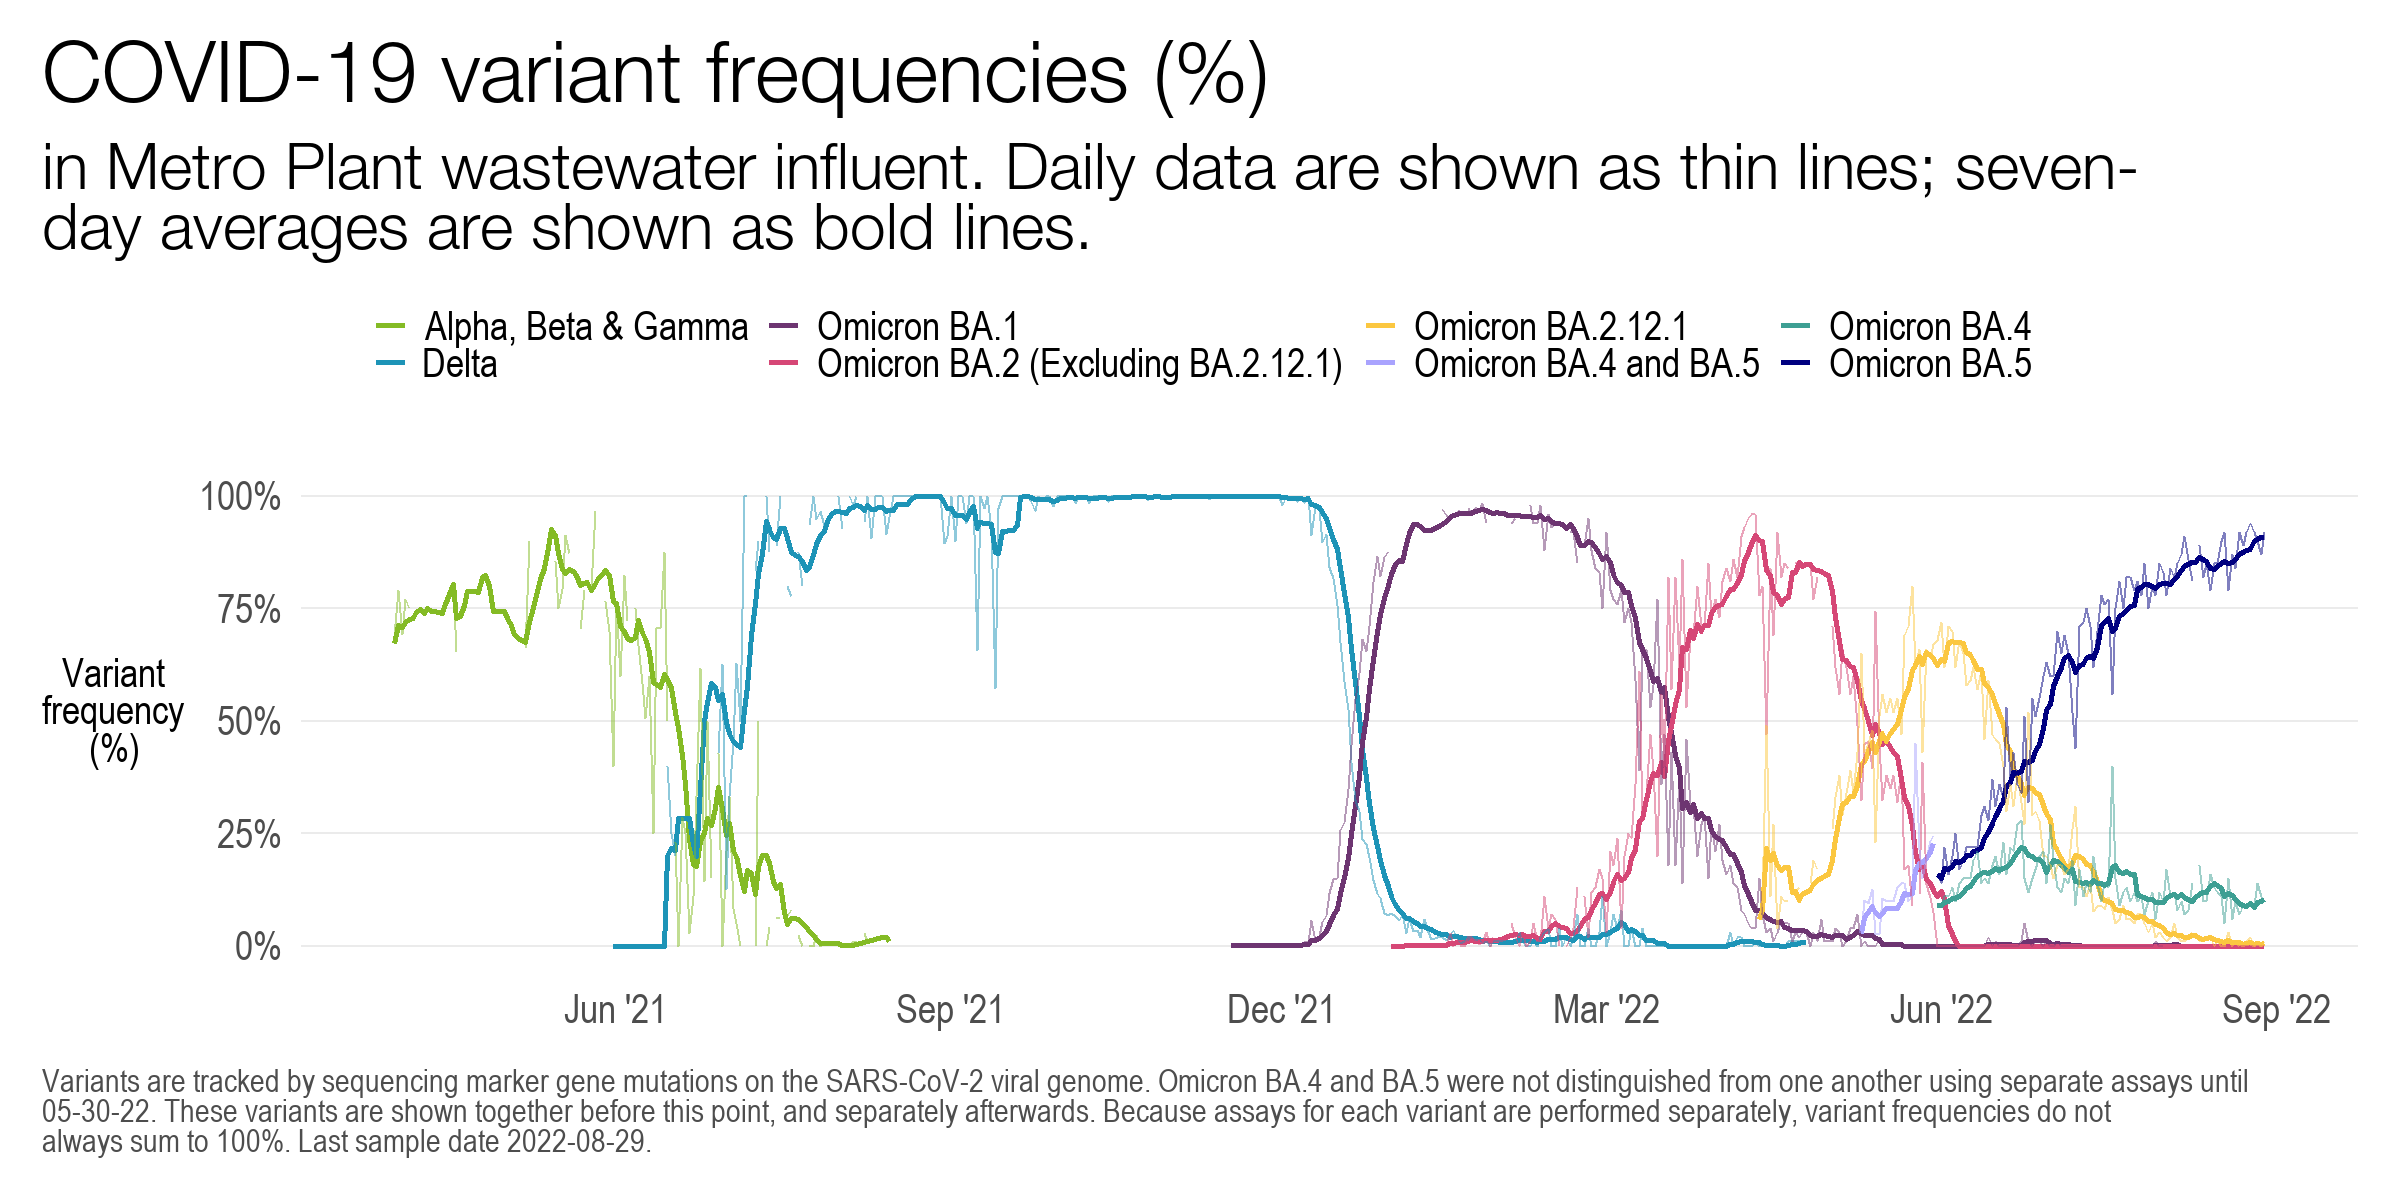 COVID-19 variant frequencies (%)
in Metro Plant wastewater influent. Daily data are shown as thin lines; seven-
day averages are shown as bold lines.
Alpha, Beta & Gamma
Omicron BA.1
Omicron BA.2.12.1
Omicron BA.4
Delta
Omicron BA.2 (Excluding BA.2.12.1)
Omicron BA.4 and BA.5
Omicron BA.5
100%
75%
Variant
frequency
(%)
50%
25%
0%
Jun '21
Sep '21
Dec '21
Mar '22
Jun '22
Sep '22
Variants are tracked by sequencing marker gene mutations on the SARS-CoV-2 viral genome. Omicron BA.4 and BA.5 were not distinguished from one another using separate assays until
05-30-22. These variants are shown together before this point, and separately afterwards. Because assays for each variant are performed separately, variant frequencies do not
always sum to 100%. Last sample date 2022-08-29.